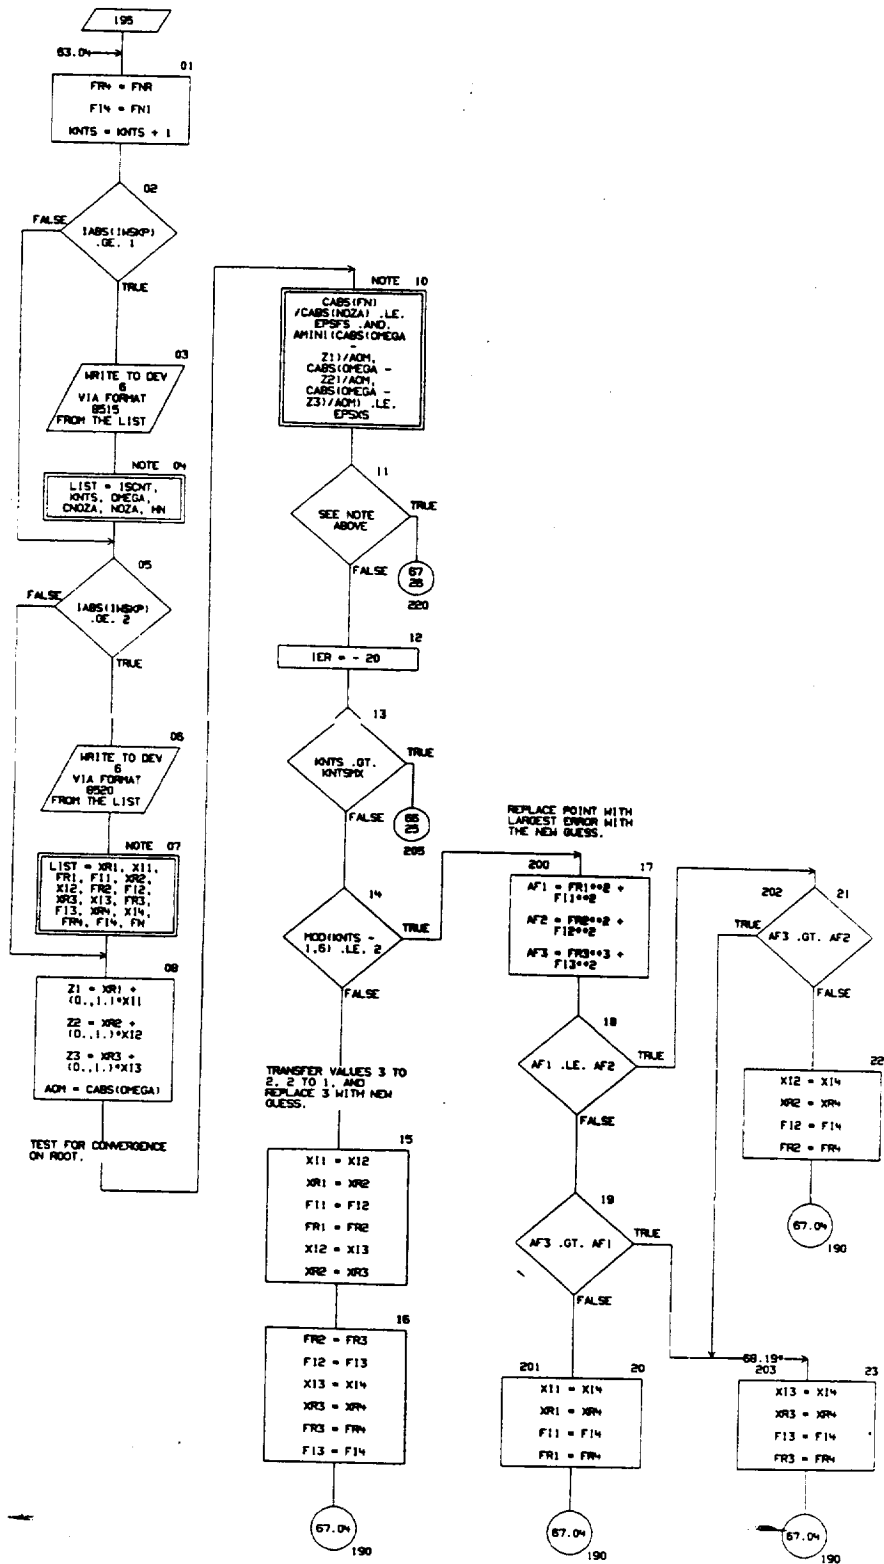 195
63.04
01
FR4 = FNR
FI4 = FNI
KNTS = KNTS + 1
02
FALSE
IABS(IWSKP)
.GE. 1
TRUE
03
WRITE TO DEV
6
VIA FORMAT
8515
FROM THE LIST
NOTE 04
LIST = ISCNT,
KNTS, OMEGA,
CNOZA, NOZA, HN
05
FALSE
IABS(IWSKP)
.GE. 2
TRUE
06
WRITE TO DEV
6
VIA FORMAT
8520
FROM THE LIST
NOTE 07
LIST = XR1, XI1,
FR1, FI1, XR2,
XI2, FR2, FI2,
XR3, XI3, FR3,
FI3, XR4, XI4,
FR4, FI4, FN
08
Z1 = XR1 +
(0.,1.)*XI1
Z2 = XR2 +
(0.,1.)*XI2
Z3 = XR3 +
(0.,1.)*XI3
AOM = CABS(OMEGA)
TEST FOR CONVERGENCE
ON ROOT.
NOTE 10
CABS(FN)
/CABS(NOZA) .LE.
EPSFS .AND.
AMIN1(CABS(OMEGA
-
Z1)/AOM,
CABS(OMEGA -
Z2)/AOM,
CABS(OMEGA -
Z3)/AOM) .LE.
EPSXS
11
SEE NOTE
ABOVE
TRUE
FALSE
67
26
220
12
IER = - 20
13
KNTS .GT.
KNTSMX
TRUE
FALSE
205
14
MOD(KNTS -
1,6) .LE. 2
TRUE
FALSE
TRANSFER VALUES 3 TO
2, 2 TO 1, AND
REPLACE 3 WITH NEW
GUESS.
15
XI1 = XI2
XR1 = XR2
FI1 = FI2
FR1 = FR2
XI2 = XI3
XR2 = XR3
16
FR2 = FR3
FI2 = FI3
XI3 = XI4
XR3 = XR4
FR3 = FR4
FI3 = FI4
67.04
190
REPLACE POINT WITH
LARGEST ERROR WITH
THE NEW GUESS.
200 17
AF1 = FR1**2 +
FI1**2
AF2 = FR2**2 +
FI2**2
AF3 = FR3**3 +
FI3**2
18
AF1 .LE. AF2
TRUE
FALSE
19
AF3 .GT. AF1
TRUE
FALSE
201 20
XI1 = XI4
XR1 = XR4
FI1 = FI4
FR1 = FR4
67.04
190
202 21
TRUE
AF3 .GT. AF2
FALSE
22
XI2 = XI4
XR2 = XR4
FI2 = FI4
FR2 = FR4
67.04
190
68.19*
203 23
XI3 = XI4
XR3 = XR4
FI3 = FI4
FR3 = FR4
67.04
190